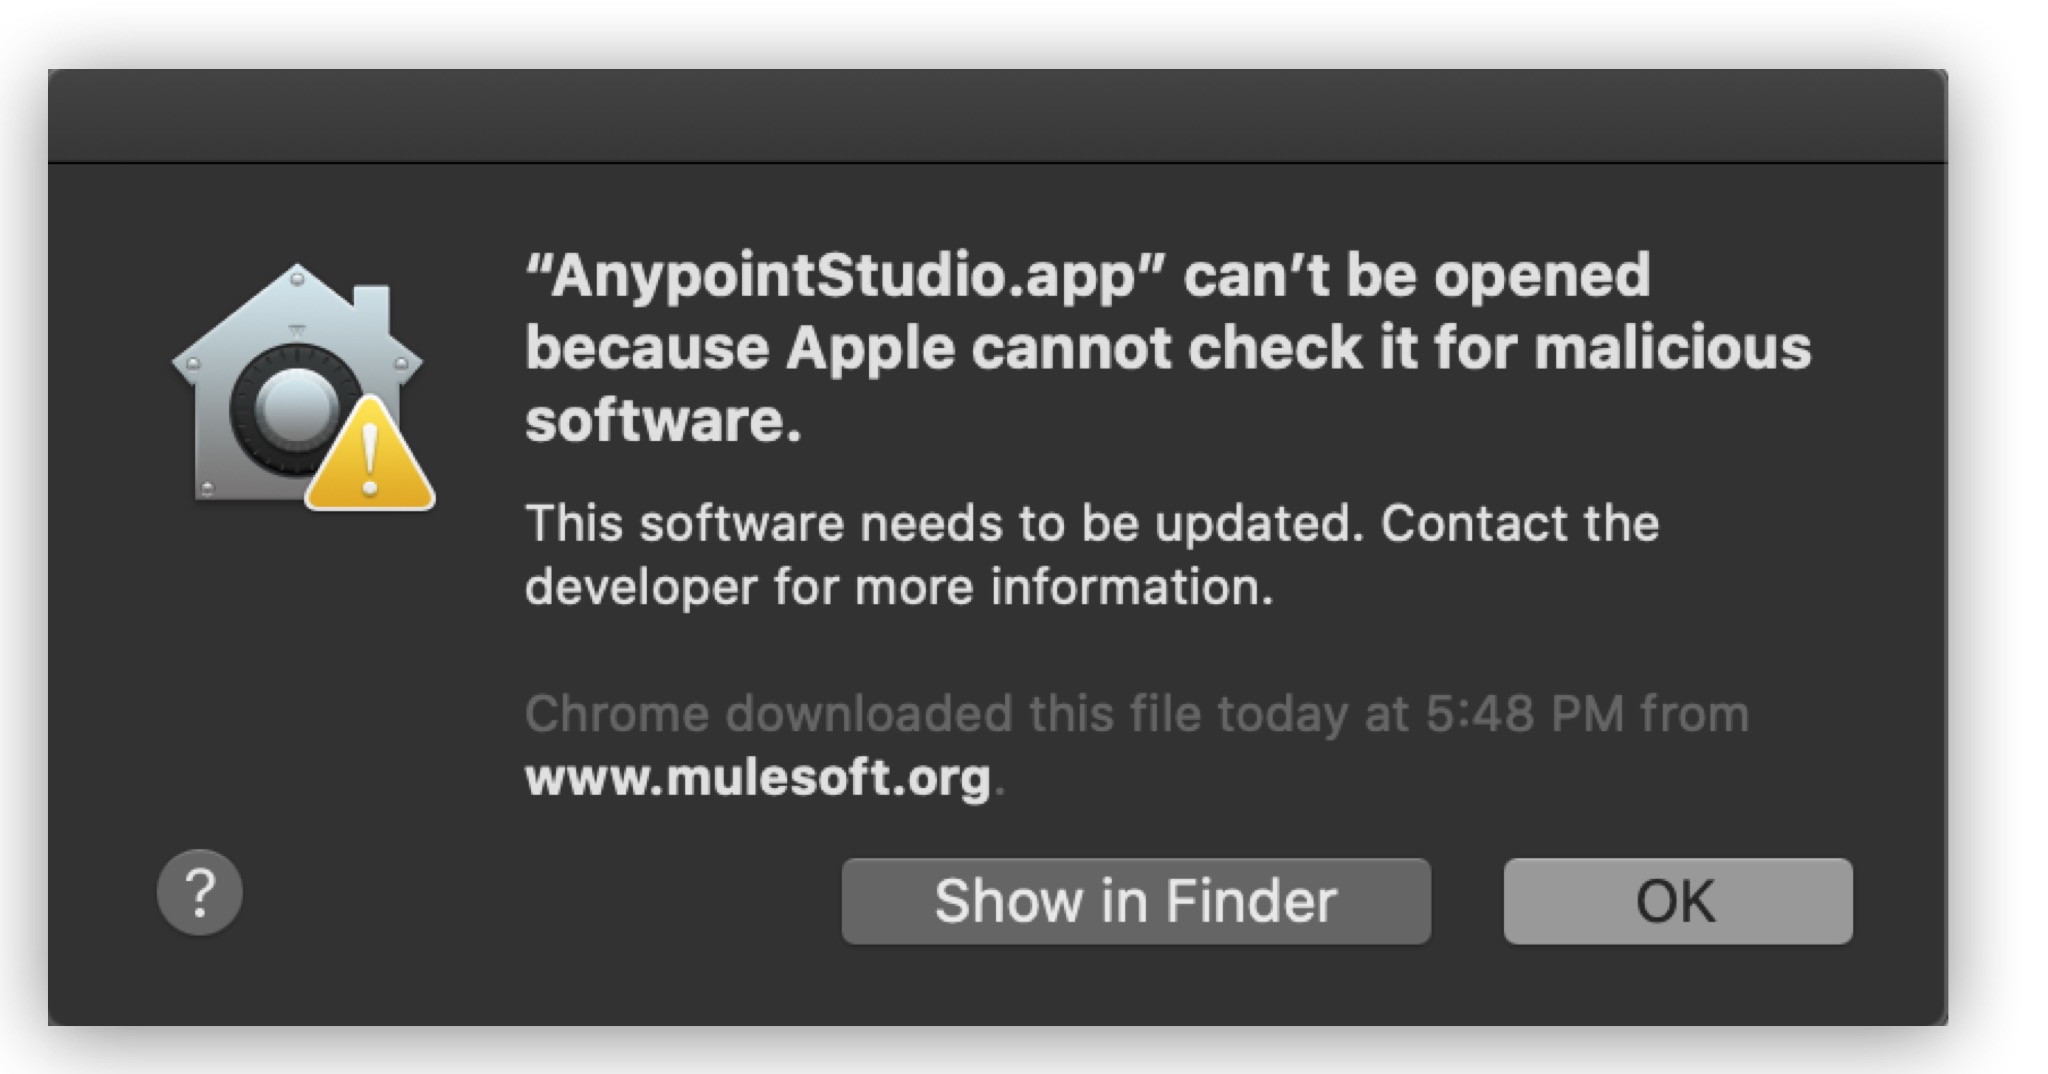 “AnypointStudio.app” can’t be opened
because Apple cannot check it for malicious
software.
This software needs to be updated. Contact the
developer for more information.
Chrome downloaded this file today at 5:48 PM from
www.mulesoft.org.
?
Show in Finder
OK